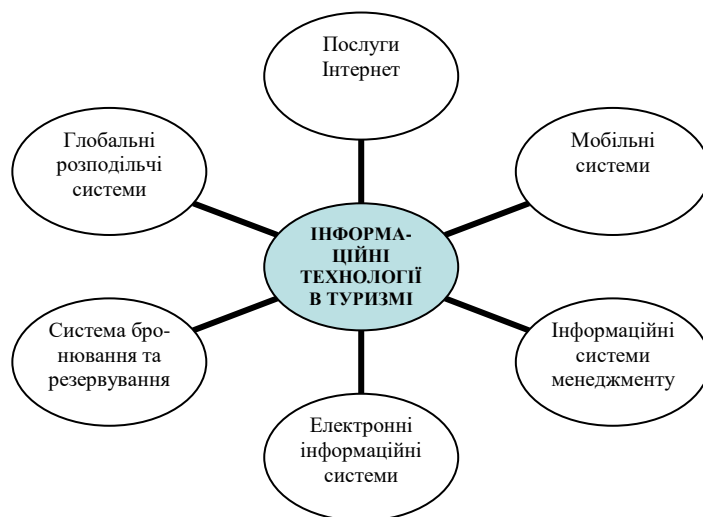 Послуги
Інтернет
Глобальні
розподільчі
системи
Мобільні
системи
ІНФОРМА-
ЦІЙНІ
ТЕХНОЛОГІЇ
В ТУРИЗМІ
Система бро-
нювання та
резервування
Інформаційні
системи
менеджменту
Електронні
інформаційні
системи